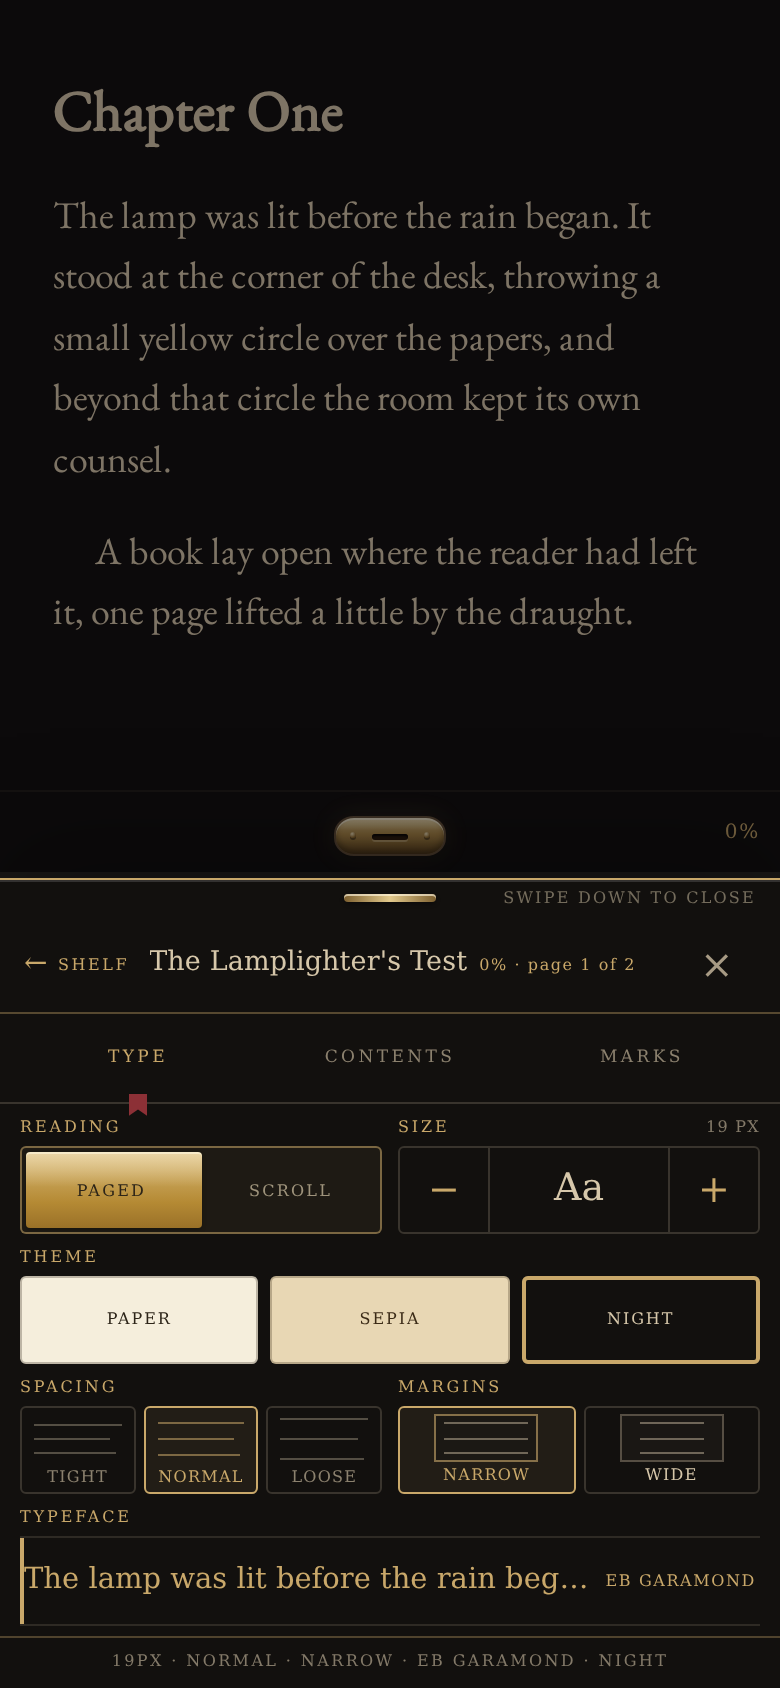 Chapter One
The lamp was lit before the rain began. It
stood at the corner of the desk, throwing a
small yellow circle over the papers, and
beyond that circle the room kept its own
counsel.
A book lay open where the reader had left
it, one page lifted a little by the draught.
0%
SWIPE DOWN TO CLOSE
← SHELF The Lamplighter's Test 0% · page 1 of 2 ×
TYPE CONTENTS MARKS
READING SIZE 19 PX
PAGED SCROLL − Aa +
THEME
PAPER SEPIA NIGHT
SPACING MARGINS
TIGHT NORMAL LOOSE NARROW WIDE
TYPEFACE
The lamp was lit before the rain beg… EB GARAMOND
19PX · NORMAL · NARROW · EB GARAMOND · NIGHT